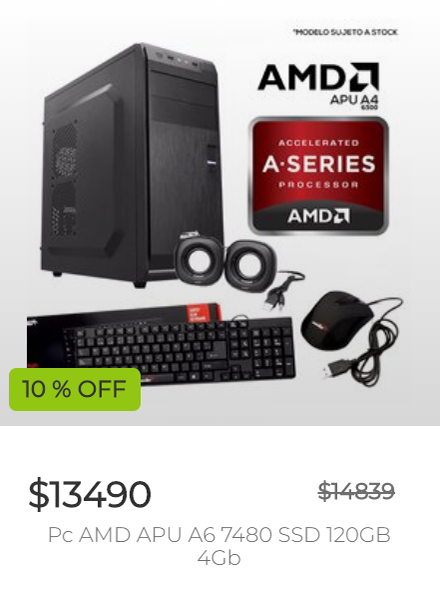 *MODELO SUJETO A STOCK
AMD
APU A4
6300
ACCELERATED
A-SERIES
PROCESSOR
AMD
10 % OFF
$13490
$14839
Pc AMD APU A6 7480 SSD 120GB
4Gb